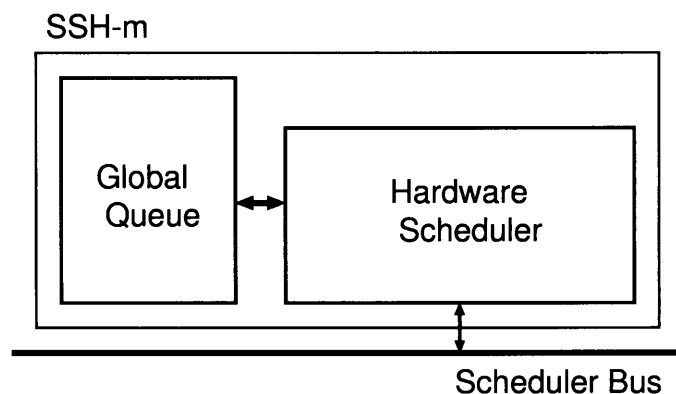 SSH-m
Global
Queue
Hardware
Scheduler
Scheduler Bus